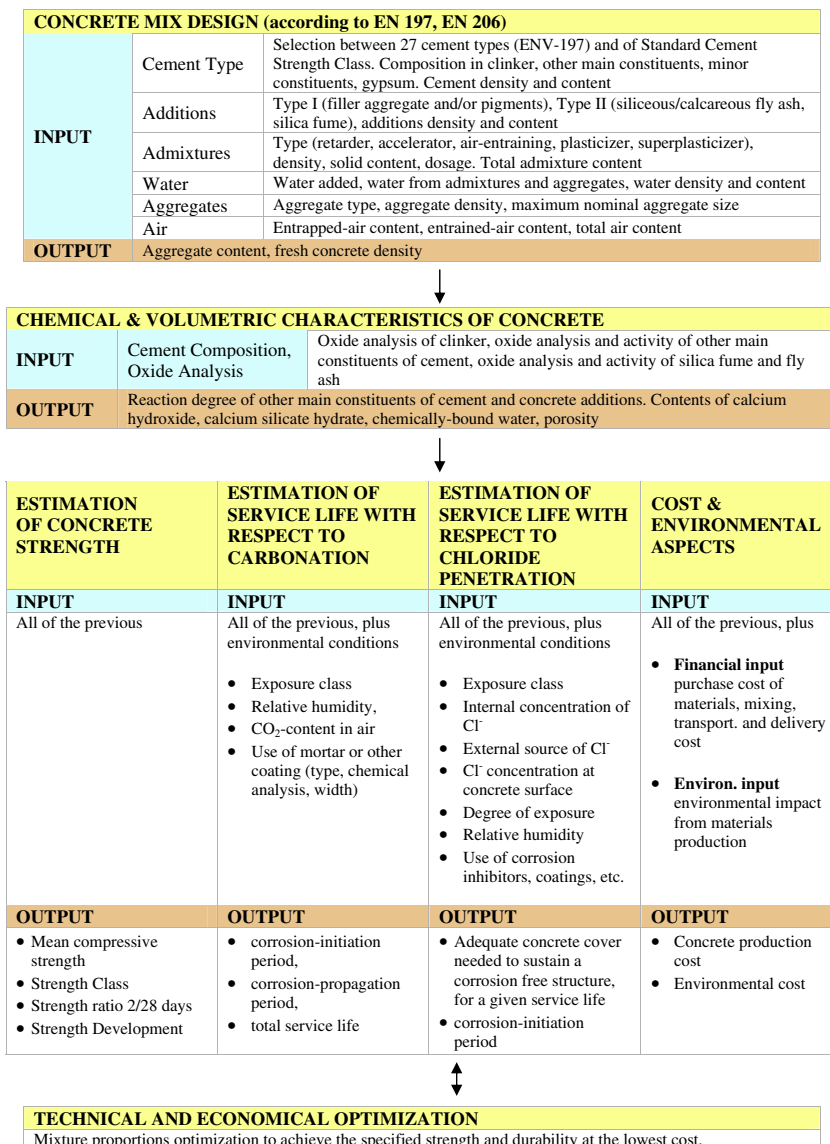 CONCRETE MIX DESIGN (according to EN 197, EN 206)
INPUT
Cement Type
Selection between 27 cement types (ENV-197) and of Standard Cement
Strength Class. Composition in clinker, other main constituents, minor
constituents, gypsum. Cement density and content
Additions
Type I (filler aggregate and/or pigments), Type II (siliceous/calcareous fly ash,
silica fume), additions density and content
Admixtures
Type (retarder, accelerator, air-entraining, plasticizer, superplasticizer),
density, solid content, dosage. Total admixture content
Water
Water added, water from admixtures and aggregates, water density and content
Aggregates
Aggregate type, aggregate density, maximum nominal aggregate size
Air
Entrapped-air content, entrained-air content, total air content
OUTPUT
Aggregate content, fresh concrete density
CHEMICAL & VOLUMETRIC CHARACTERISTICS OF CONCRETE
INPUT
Cement Composition,
Oxide Analysis
Oxide analysis of clinker, oxide analysis and activity of other main
constituents of cement, oxide analysis and activity of silica fume and fly
ash
OUTPUT
Reaction degree of other main constituents of cement and concrete additions. Contents of calcium
hydroxide, calcium silicate hydrate, chemically-bound water, porosity
ESTIMATION
OF CONCRETE
STRENGTH
INPUT
All of the previous
OUTPUT
• Mean compressive
strength
• Strength Class
• Strength ratio 2/28 days
• Strength Development
ESTIMATION OF
SERVICE LIFE WITH
RESPECT TO
CARBONATION
INPUT
All of the previous, plus
environmental conditions
• Exposure class
• Relative humidity,
• CO₂-content in air
• Use of mortar or other
coating (type, chemical
analysis, width)
OUTPUT
• corrosion-initiation
period,
• corrosion-propagation
period,
• total service life
ESTIMATION OF
SERVICE LIFE WITH
RESPECT TO
CHLORIDE
PENETRATION
INPUT
All of the previous, plus
environmental conditions
• Exposure class
• Internal concentration of
Cl⁻
• External source of Cl⁻
• Cl⁻ concentration at
concrete surface
• Degree of exposure
• Relative humidity
• Use of corrosion
inhibitors, coatings, etc.
OUTPUT
• Adequate concrete cover
needed to sustain a
corrosion free structure,
for a given service life
• corrosion-initiation
period
COST &
ENVIRONMENTAL
ASPECTS
INPUT
All of the previous, plus
• Financial input
purchase cost of
materials, mixing,
transport. and delivery
cost
• Environ. input
environmental impact
from materials
production
OUTPUT
• Concrete production
cost
• Environmental cost
TECHNICAL AND ECONOMICAL OPTIMIZATION
Mixture proportions optimization to achieve the specified strength and durability at the lowest cost.